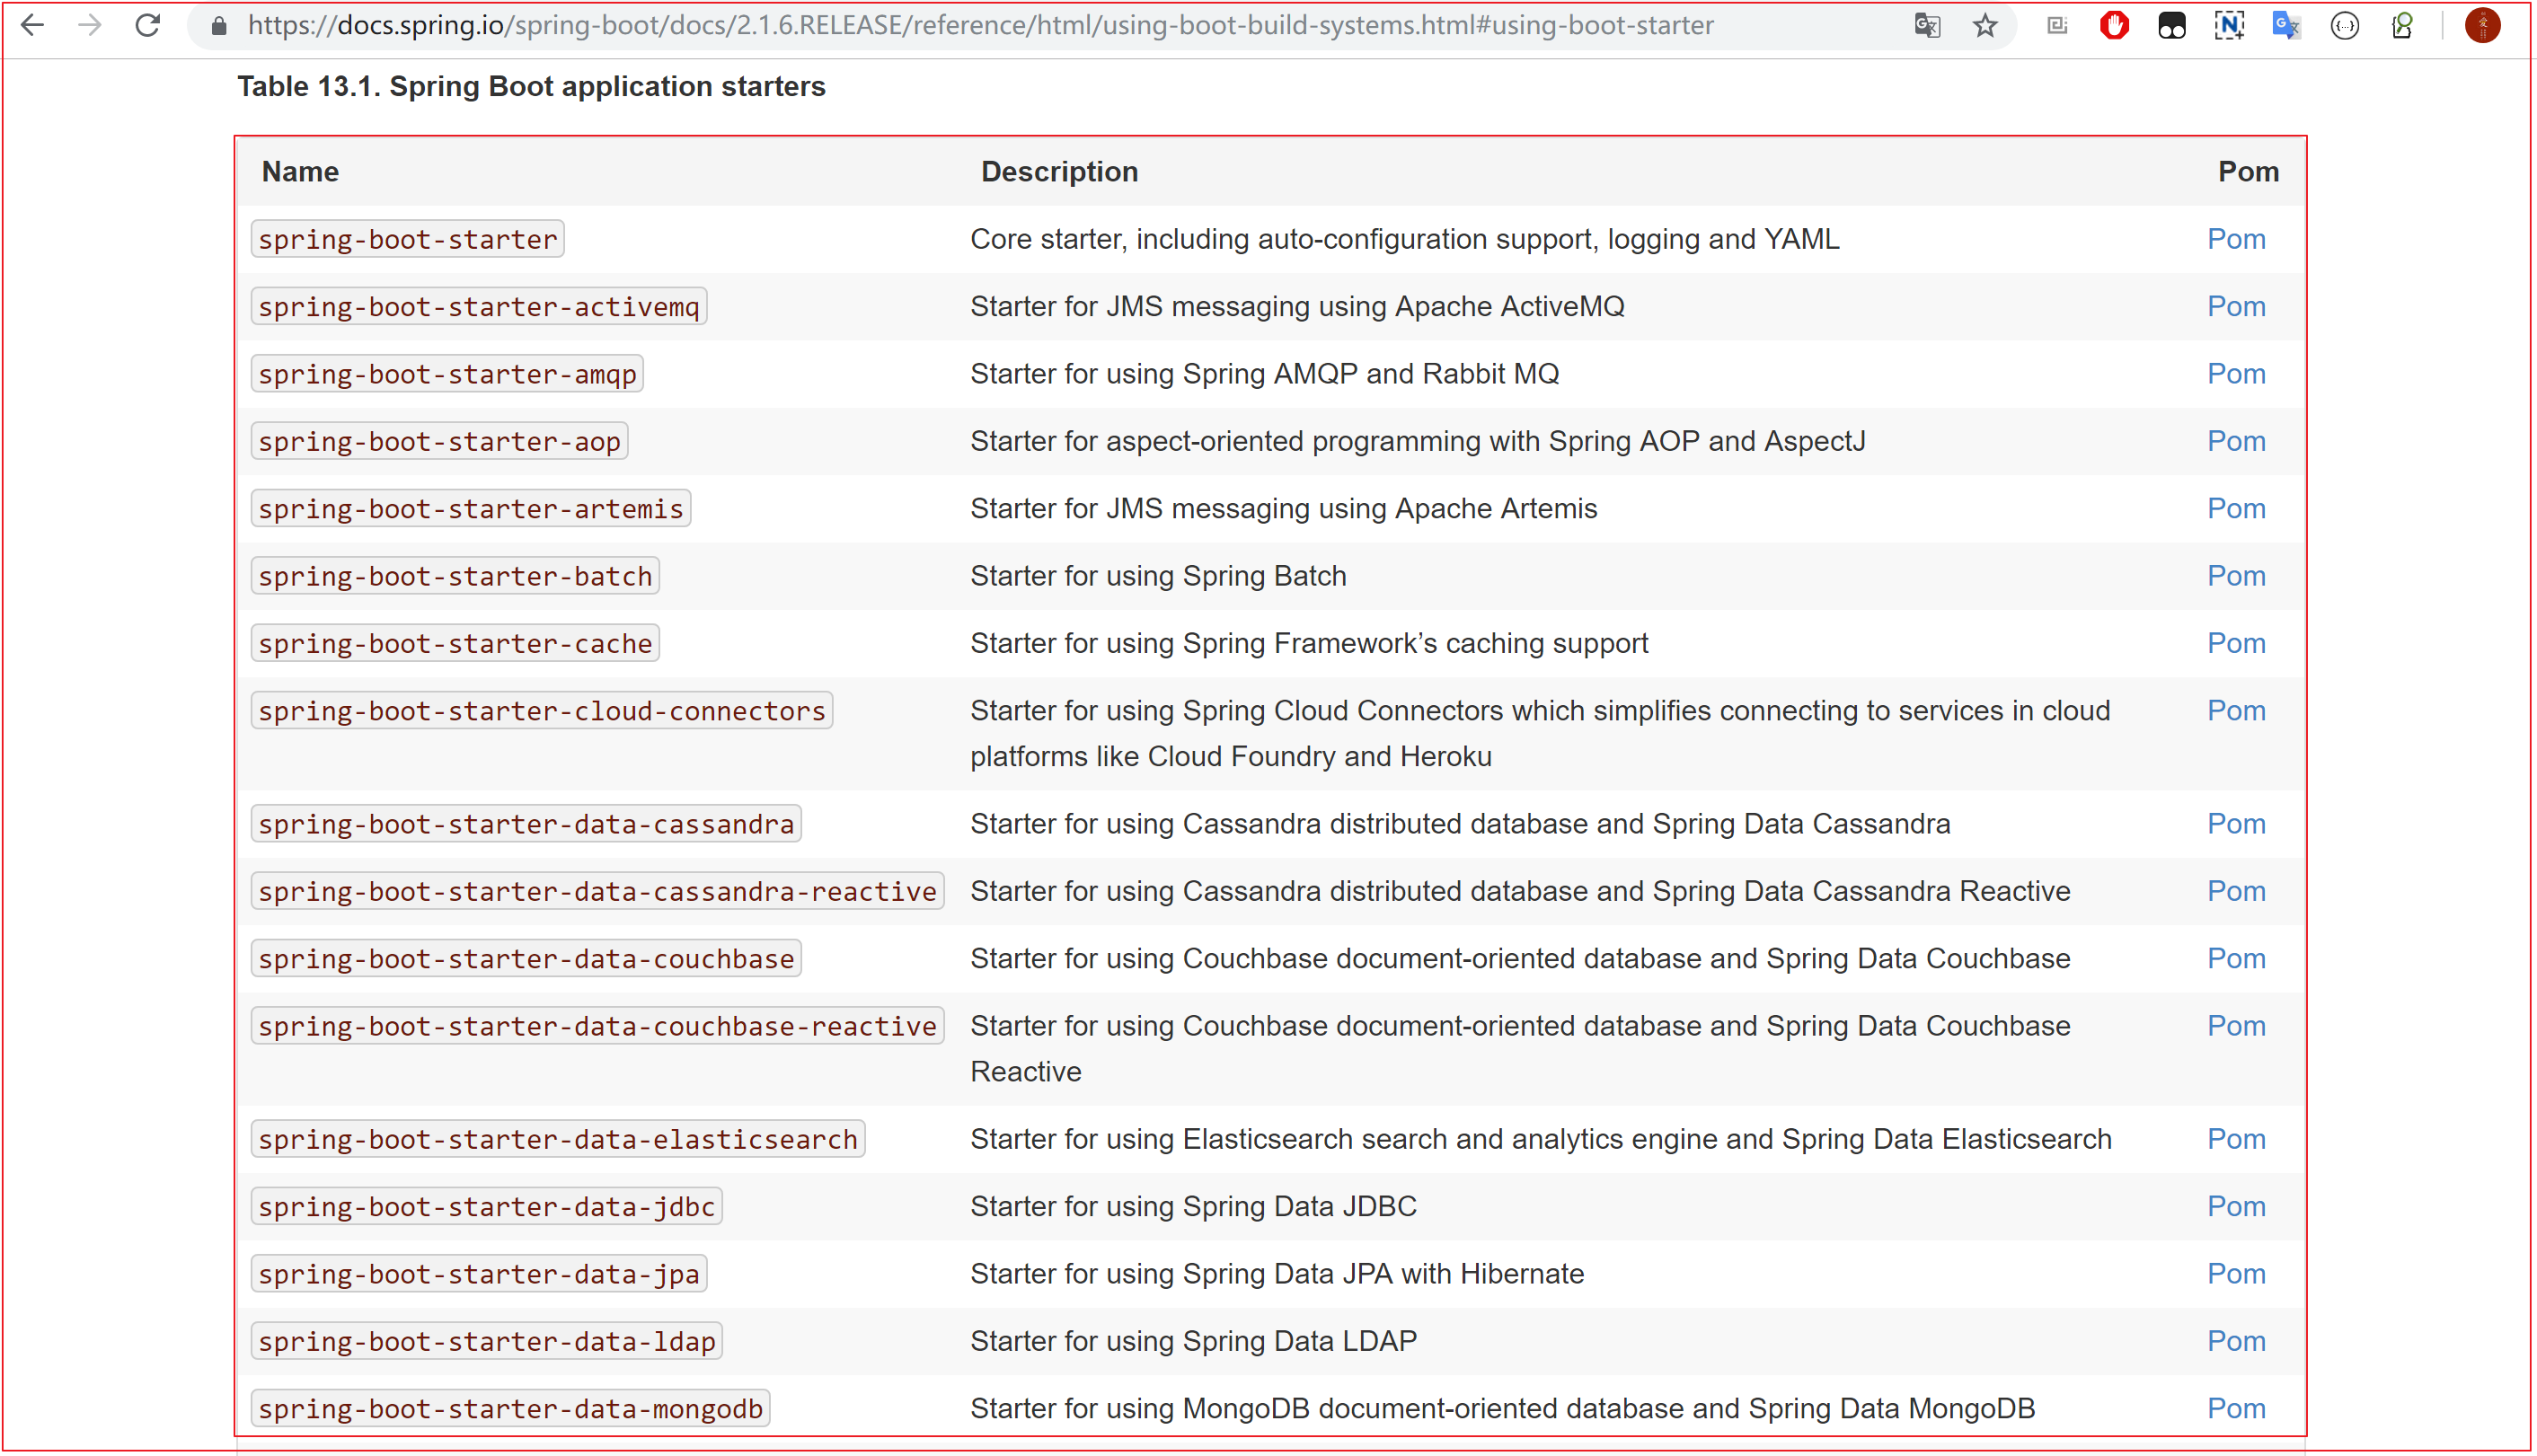 https://docs.spring.io/spring-boot/docs/2.1.6.RELEASE/reference/html/using-boot-build-systems.html#using-boot-starter
Table 13.1. Spring Boot application starters
Name Description Pom
spring-boot-starter Core starter, including auto-configuration support, logging and YAML Pom
spring-boot-starter-activemq Starter for JMS messaging using Apache ActiveMQ Pom
spring-boot-starter-amqp Starter for using Spring AMQP and Rabbit MQ Pom
spring-boot-starter-aop Starter for aspect-oriented programming with Spring AOP and AspectJ Pom
spring-boot-starter-artemis Starter for JMS messaging using Apache Artemis Pom
spring-boot-starter-batch Starter for using Spring Batch Pom
spring-boot-starter-cache Starter for using Spring Framework’s caching support Pom
spring-boot-starter-cloud-connectors Starter for using Spring Cloud Connectors which simplifies connecting to services in cloud Pom
platforms like Cloud Foundry and Heroku
spring-boot-starter-data-cassandra Starter for using Cassandra distributed database and Spring Data Cassandra Pom
spring-boot-starter-data-cassandra-reactive Starter for using Cassandra distributed database and Spring Data Cassandra Reactive Pom
spring-boot-starter-data-couchbase Starter for using Couchbase document-oriented database and Spring Data Couchbase Pom
spring-boot-starter-data-couchbase-reactive Starter for using Couchbase document-oriented database and Spring Data Couchbase Pom
Reactive
spring-boot-starter-data-elasticsearch Starter for using Elasticsearch search and analytics engine and Spring Data Elasticsearch Pom
spring-boot-starter-data-jdbc Starter for using Spring Data JDBC Pom
spring-boot-starter-data-jpa Starter for using Spring Data JPA with Hibernate Pom
spring-boot-starter-data-ldap Starter for using Spring Data LDAP Pom
spring-boot-starter-data-mongodb Starter for using MongoDB document-oriented database and Spring Data MongoDB Pom